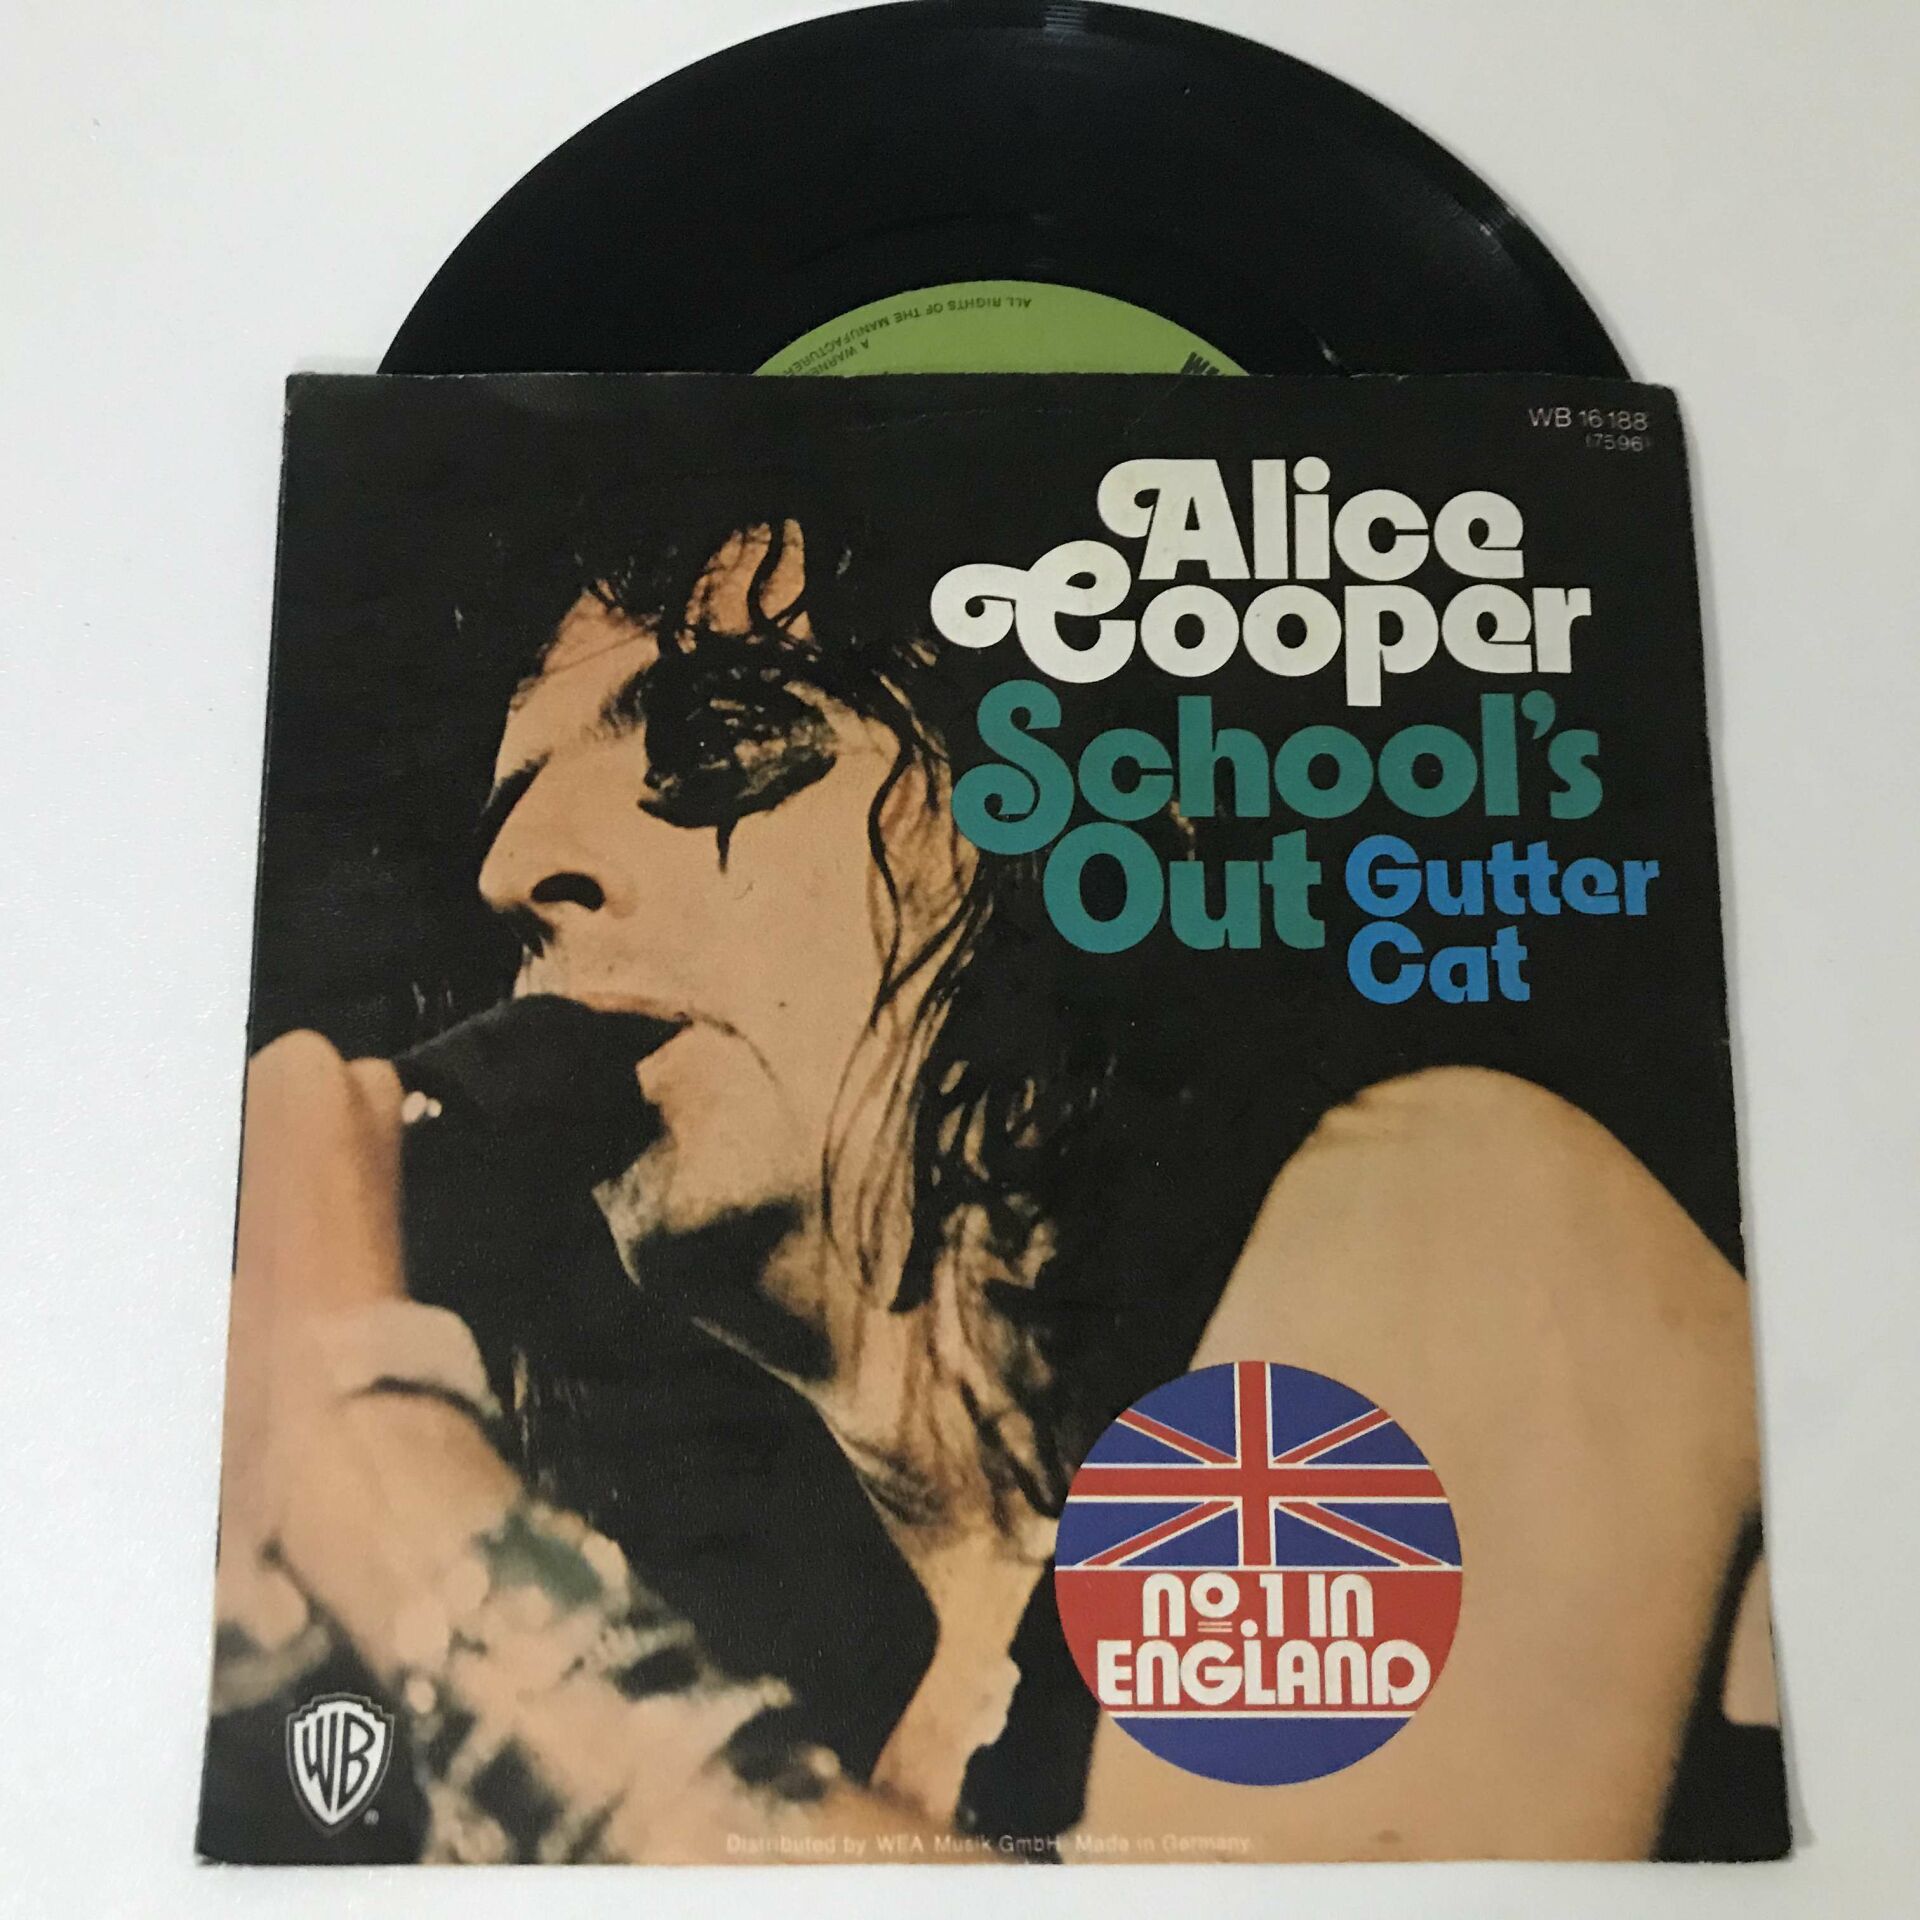 ALL RIGHTS OF THE MANUFACTURER
A WARNE
WB 16 188
(7596)
Alice
Cooper
School's
Out Gutter
Cat
No.1 IN
ENGLAND
WB
®
Distributed by WEA Musik GmbH. Made in Germany.